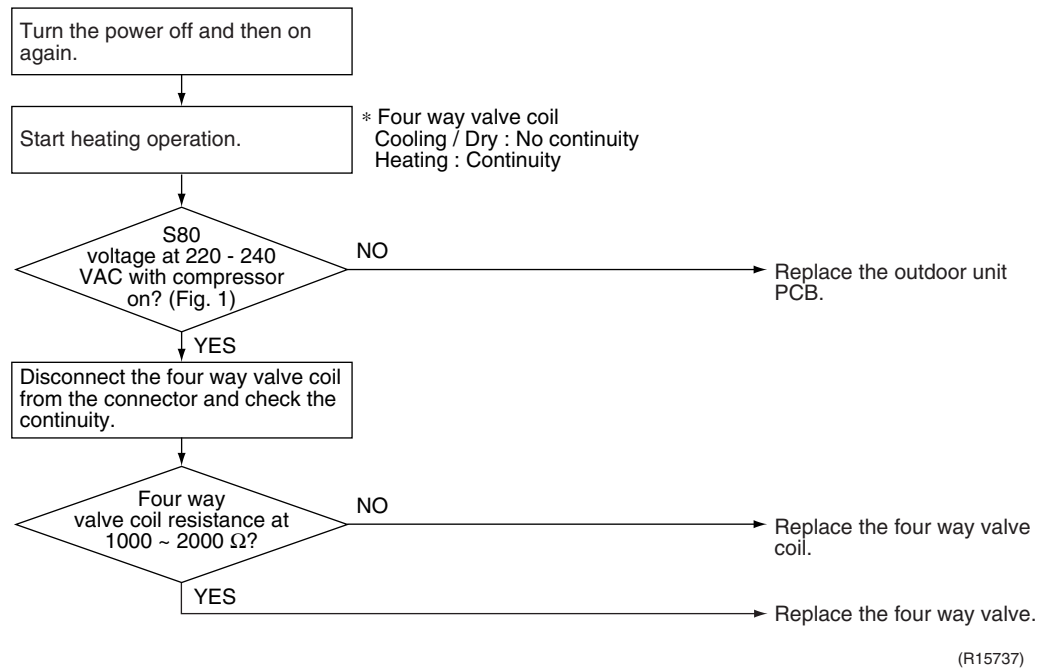 Turn the power off and then on
again.
Start heating operation.
* Four way valve coil
Cooling / Dry : No continuity
Heating : Continuity
S80
voltage at 220 - 240
VAC with compressor
on? (Fig. 1)
NO
Replace the outdoor unit
PCB.
YES
Disconnect the four way valve coil
from the connector and check the
continuity.
Four way
valve coil resistance at
1000 ~ 2000 Ω?
NO
Replace the four way valve
coil.
YES
Replace the four way valve.
(R15737)